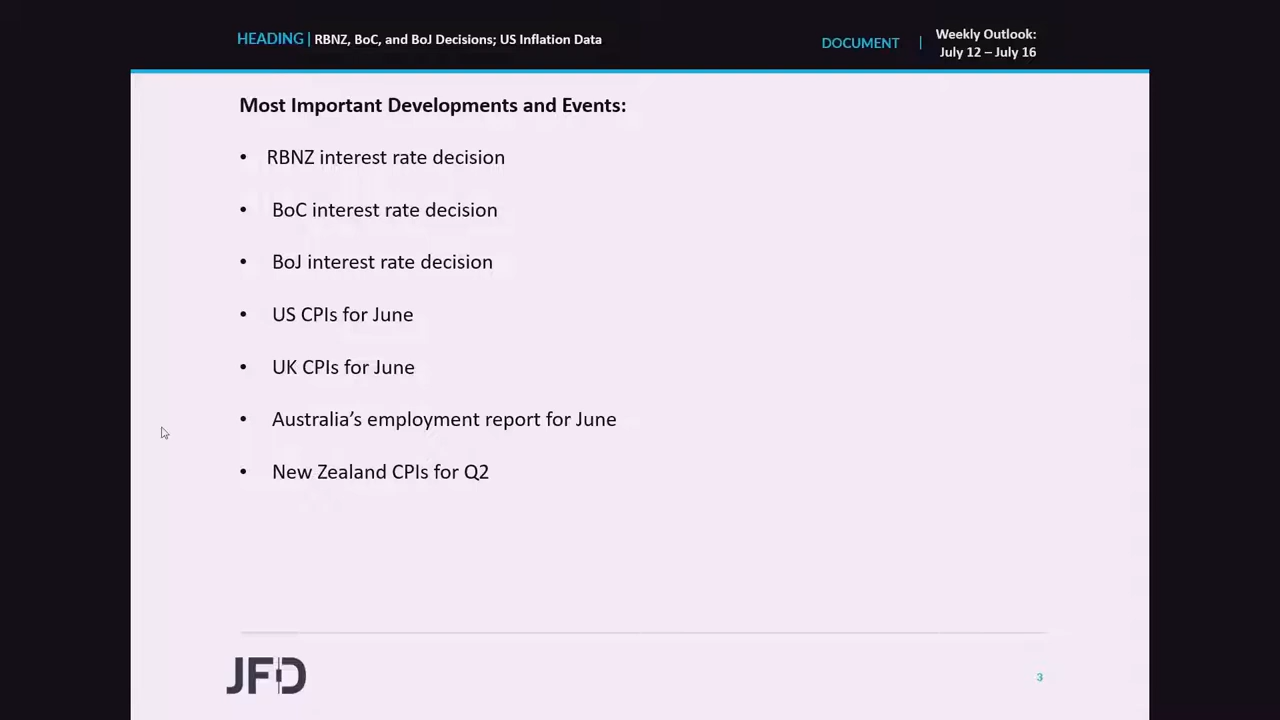 HEADING | RBNZ, BoC, and BoJ Decisions; US Inflation Data
DOCUMENT | Weekly Outlook:
July 12 – July 16
Most Important Developments and Events:
• RBNZ interest rate decision
• BoC interest rate decision
• BoJ interest rate decision
• US CPIs for June
• UK CPIs for June
• Australia’s employment report for June
• New Zealand CPIs for Q2
JFD
3